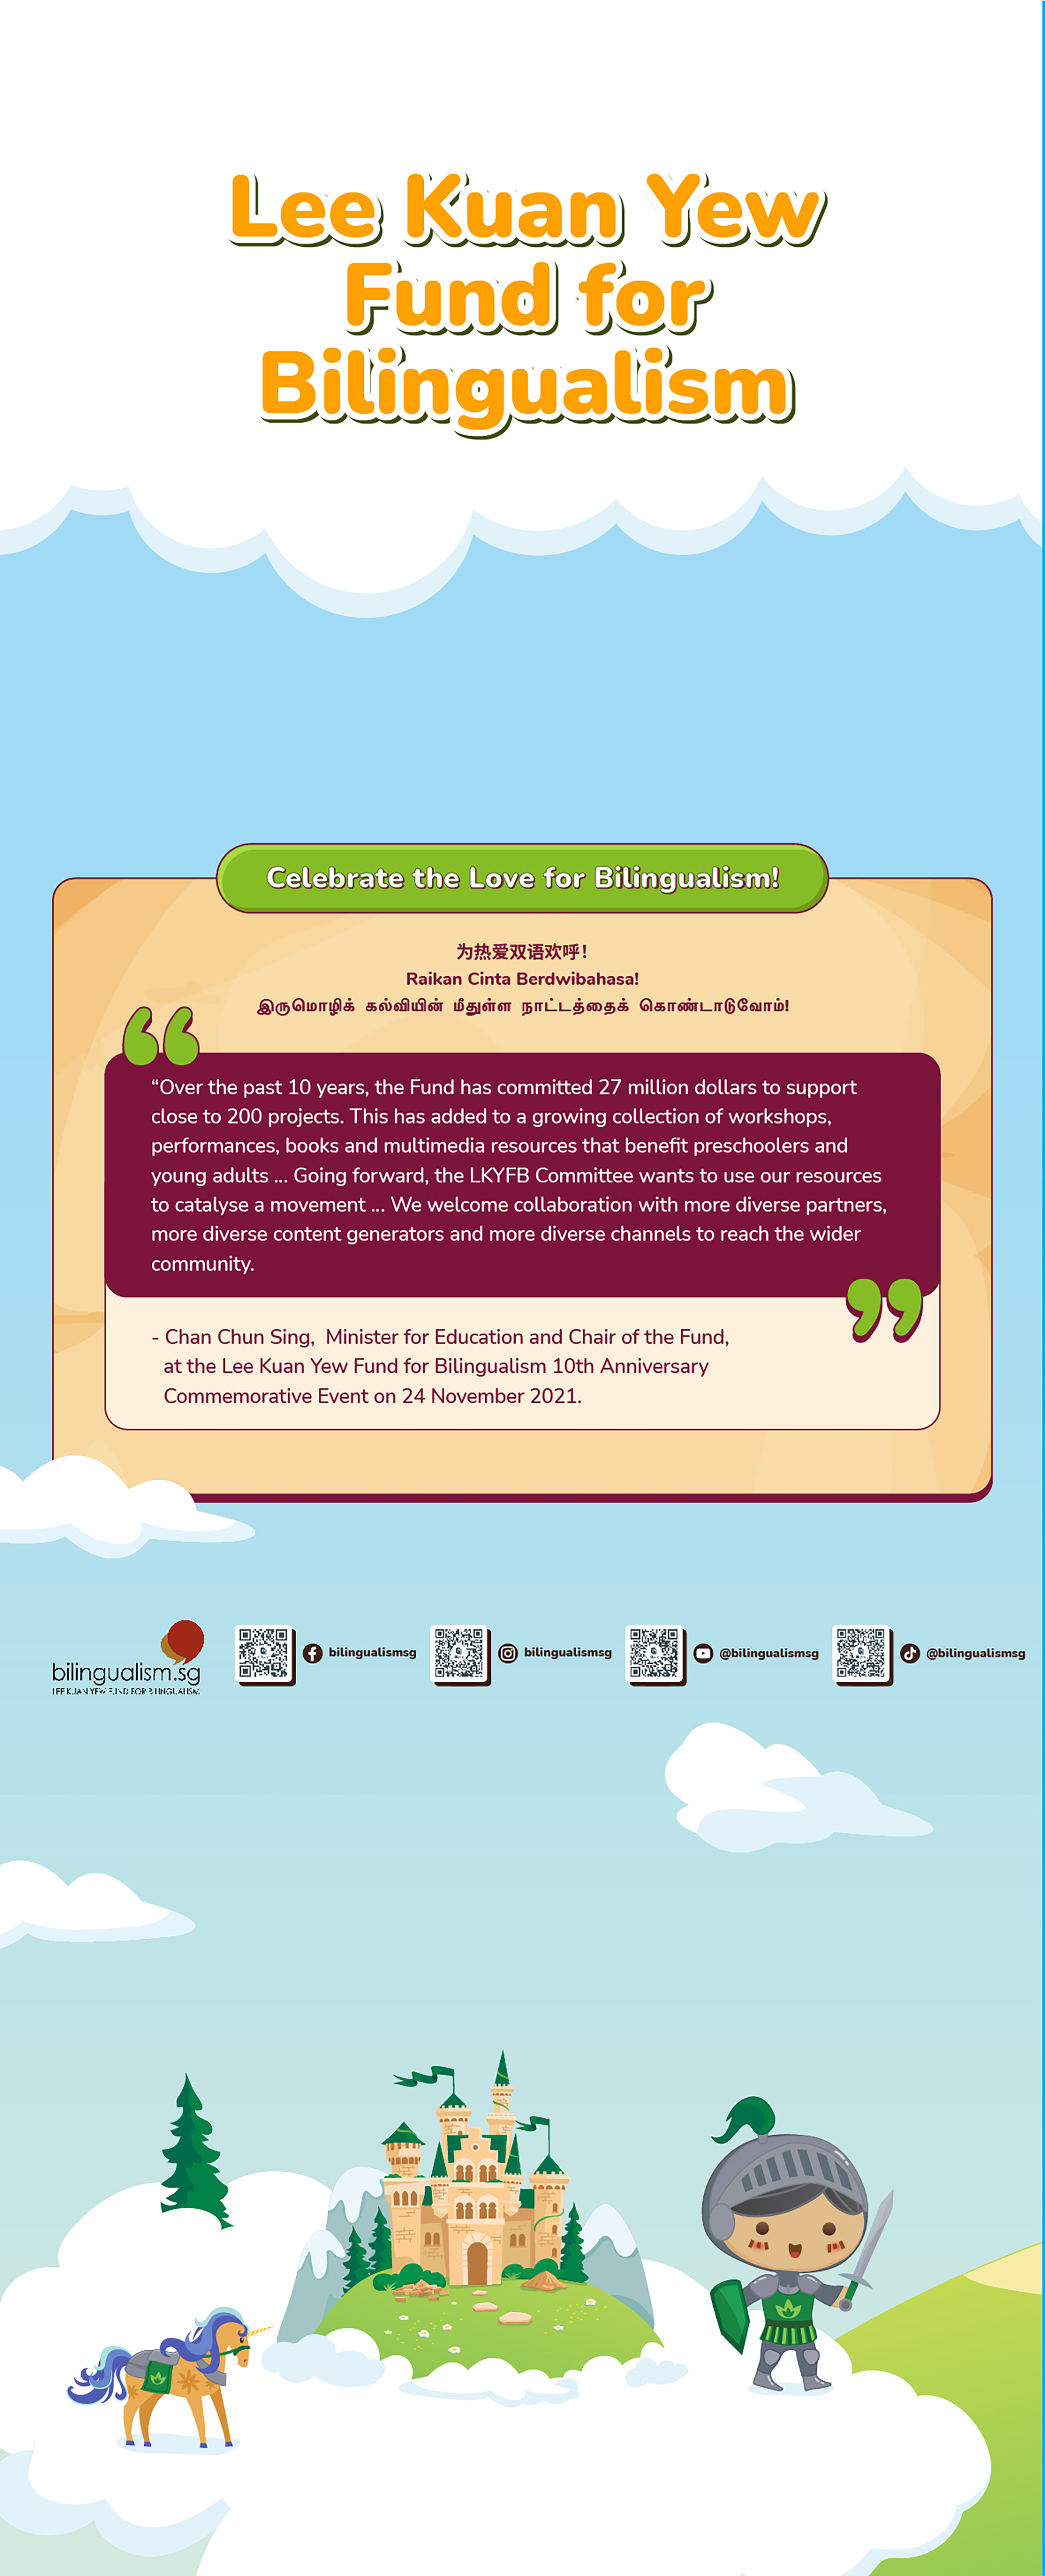 Lee Kuan Yew
Fund for
Bilingualism
Celebrate the Love for Bilingualism!
为热爱双语欢呼!
Raikan Cinta Berdwibahasa!
இருமொழிக் கல்வியின் மீதுள்ள நாட்டத்தைக் கொண்டாடுவோம்!
“Over the past 10 years, the Fund has committed 27 million dollars to support
close to 200 projects. This has added to a growing collection of workshops,
performances, books and multimedia resources that benefit preschoolers and
young adults ... Going forward, the LKYFB Committee wants to use our resources
to catalyse a movement ... We welcome collaboration with more diverse partners,
more diverse content generators and more diverse channels to reach the wider
community.
- Chan Chun Sing, Minister for Education and Chair of the Fund,
at the Lee Kuan Yew Fund for Bilingualism 10th Anniversary
Commemorative Event on 24 November 2021.
bilingualism.sg
LEE KUAN YEW FUND FOR BILINGUALISM
bilingualismsg
bilingualismsg
@bilingualismsg
@bilingualismsg